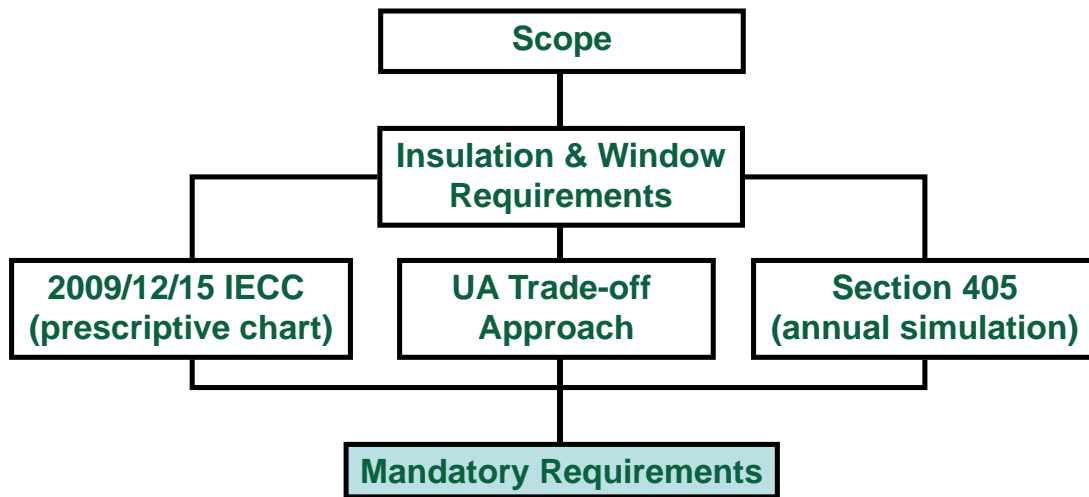 Scope
Insulation & Window
Requirements
2009/12/15 IECC
(prescriptive chart)
UA Trade-off
Approach
Section 405
(annual simulation)
Mandatory Requirements